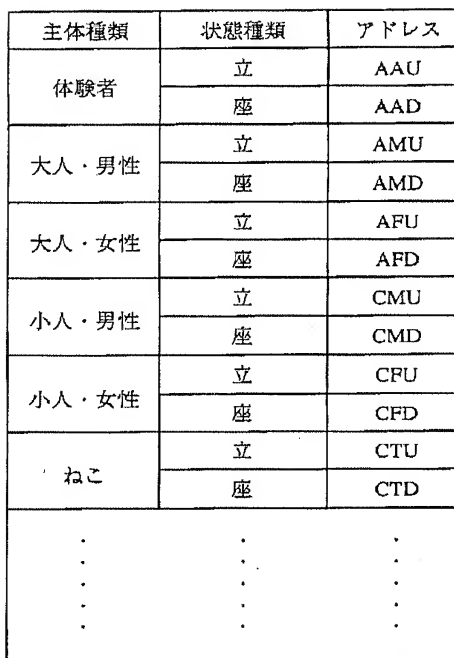 主体種類 状態種類 アドレス
体験者 立 AAU
座 AAD
大人・男性 立 AMU
座 AMD
大人・女性 立 AFU
座 AFD
小人・男性 立 CMU
座 CMD
小人・女性 立 CFU
座 CFD
ねこ 立 CTU
座 CTD